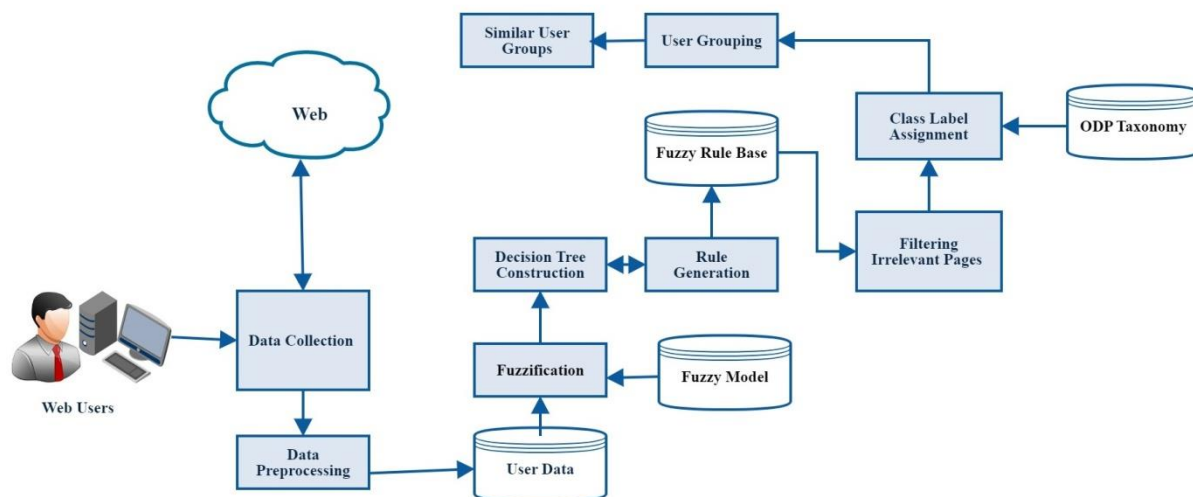 Similar User
Groups
User Grouping
Web
Class Label
Assignment
ODP Taxonomy
Fuzzy Rule Base
Decision Tree
Construction
Rule
Generation
Filtering
Irrelevant Pages
Data Collection
Fuzzification
Fuzzy Model
Web Users
Data
Preprocessing
User Data